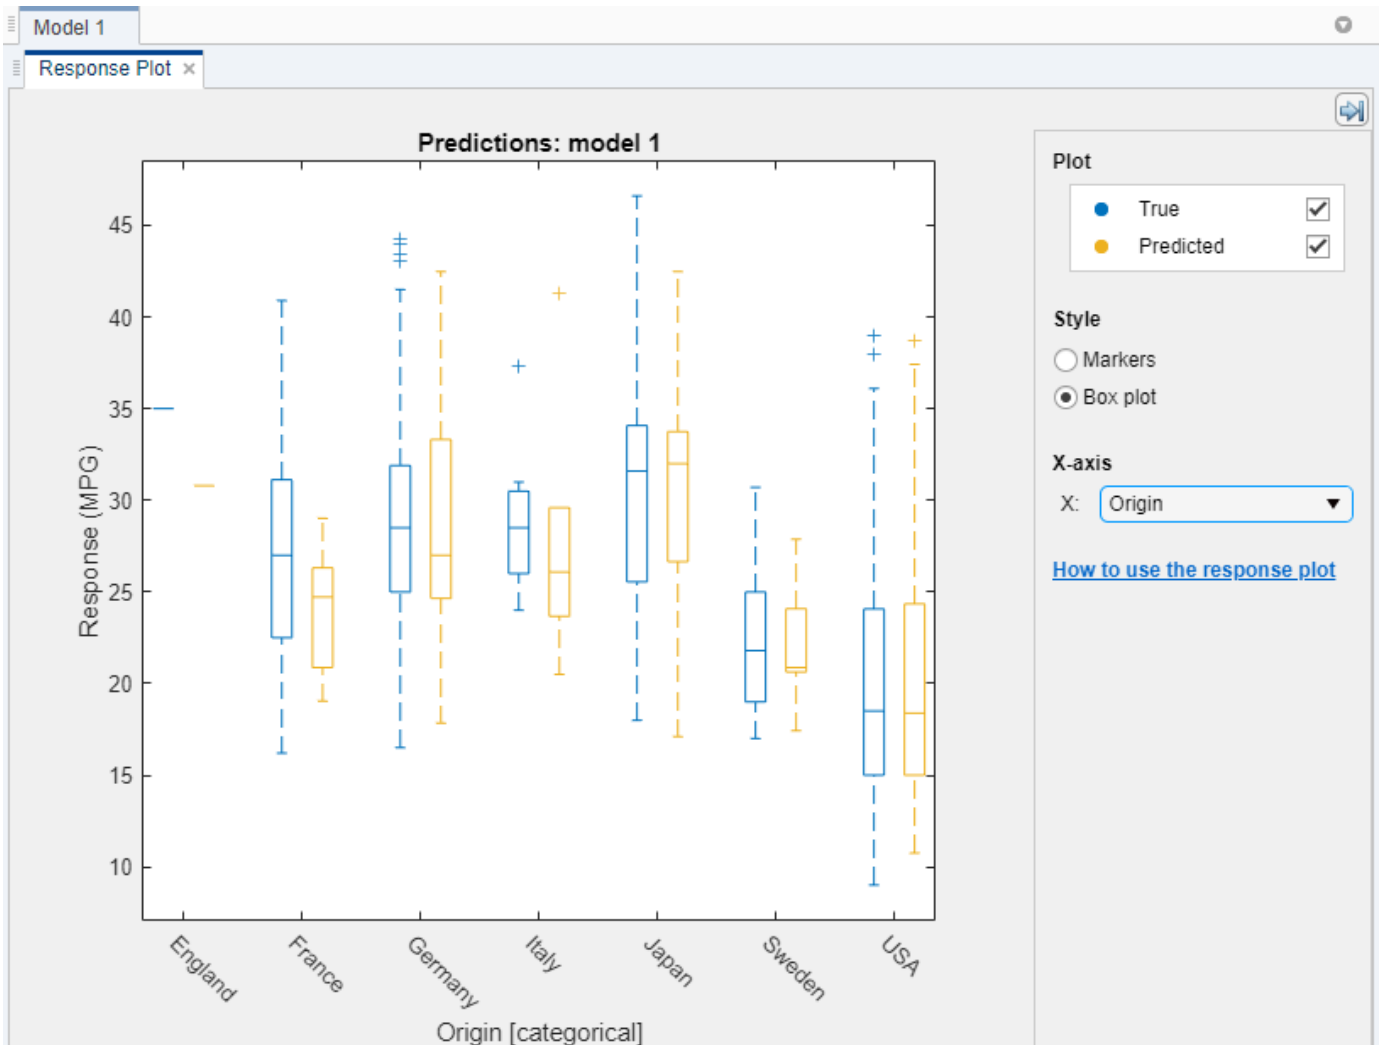 Model 1
Response Plot ×
Predictions: model 1
45
40
35
30
25
20
15
10
Response (MPG)
England
France
Germany
Italy
Japan
Sweden
USA
Origin [categorical]
Plot
True
Predicted
Style
Markers
Box plot
X-axis
X: Origin
How to use the response plot